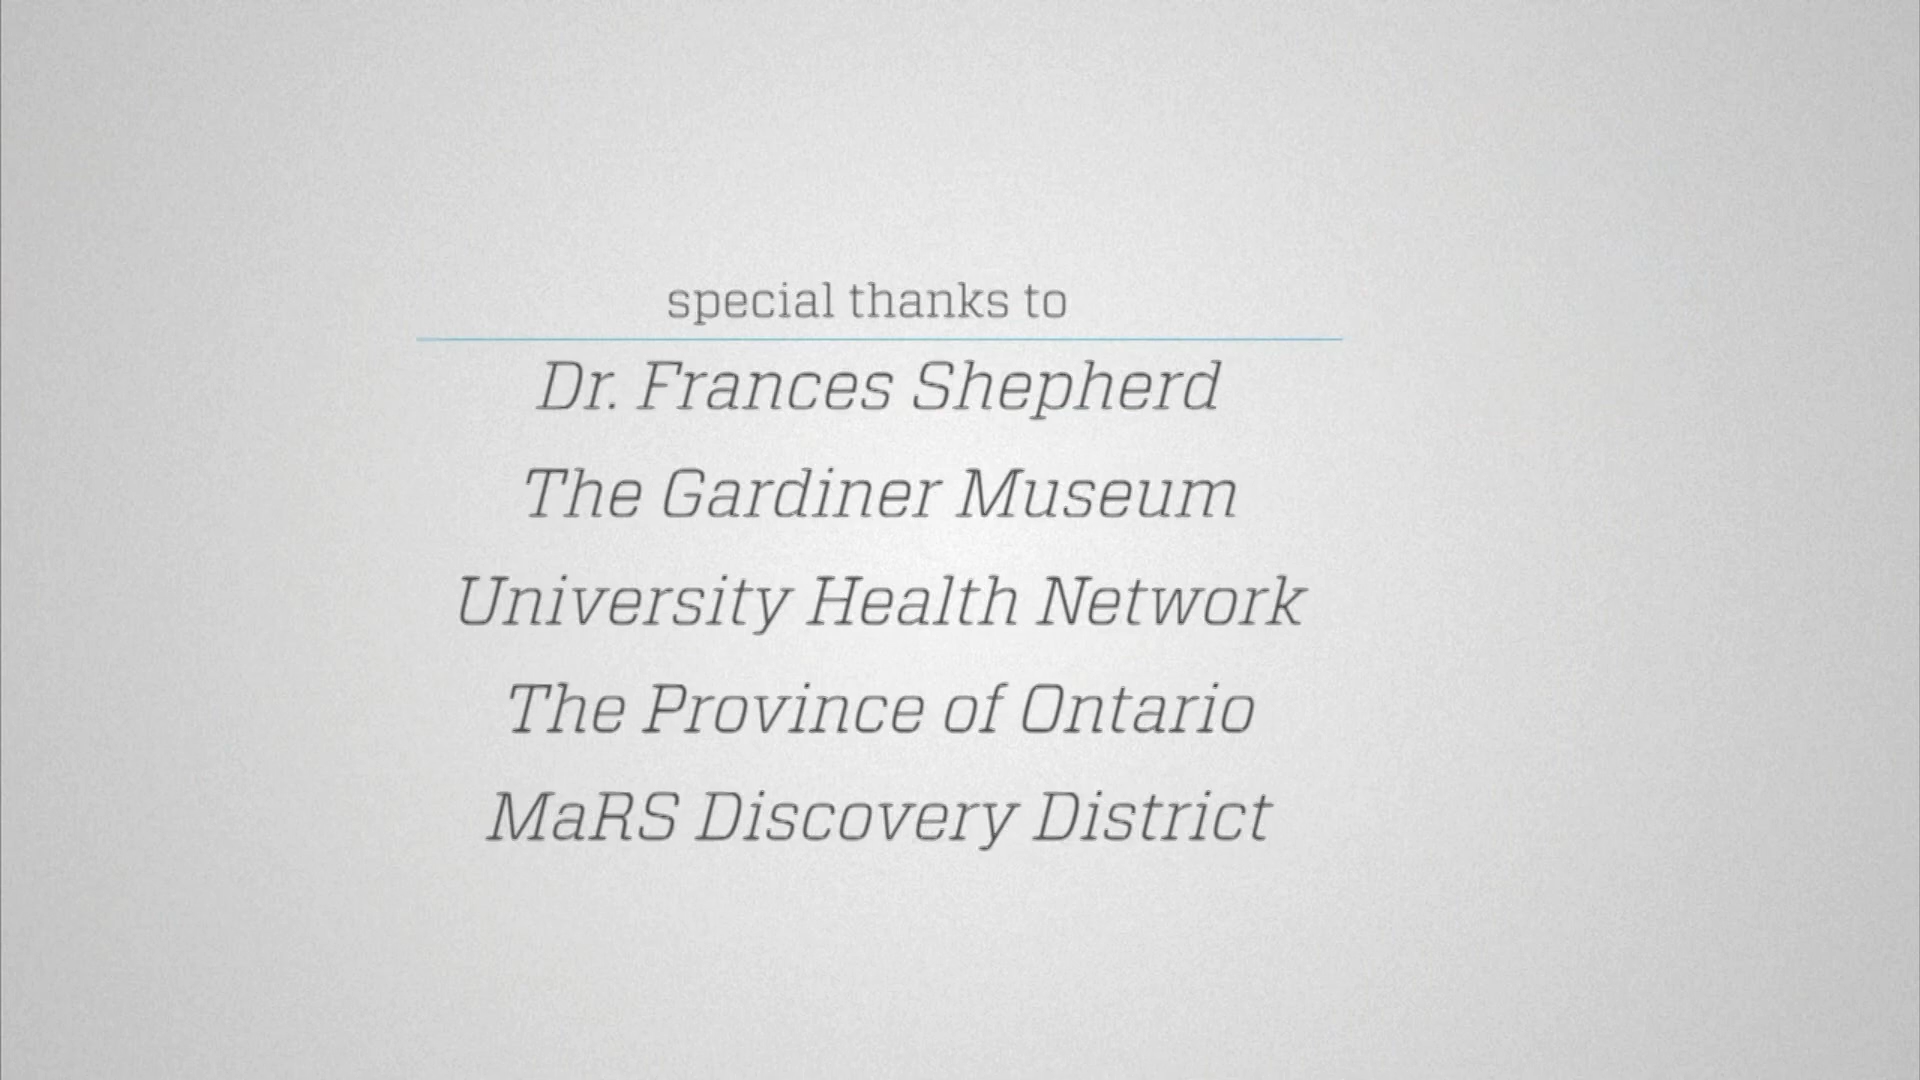 special thanks to
Dr. Frances Shepherd
The Gardiner Museum
University Health Network
The Province of Ontario
MaRS Discovery District